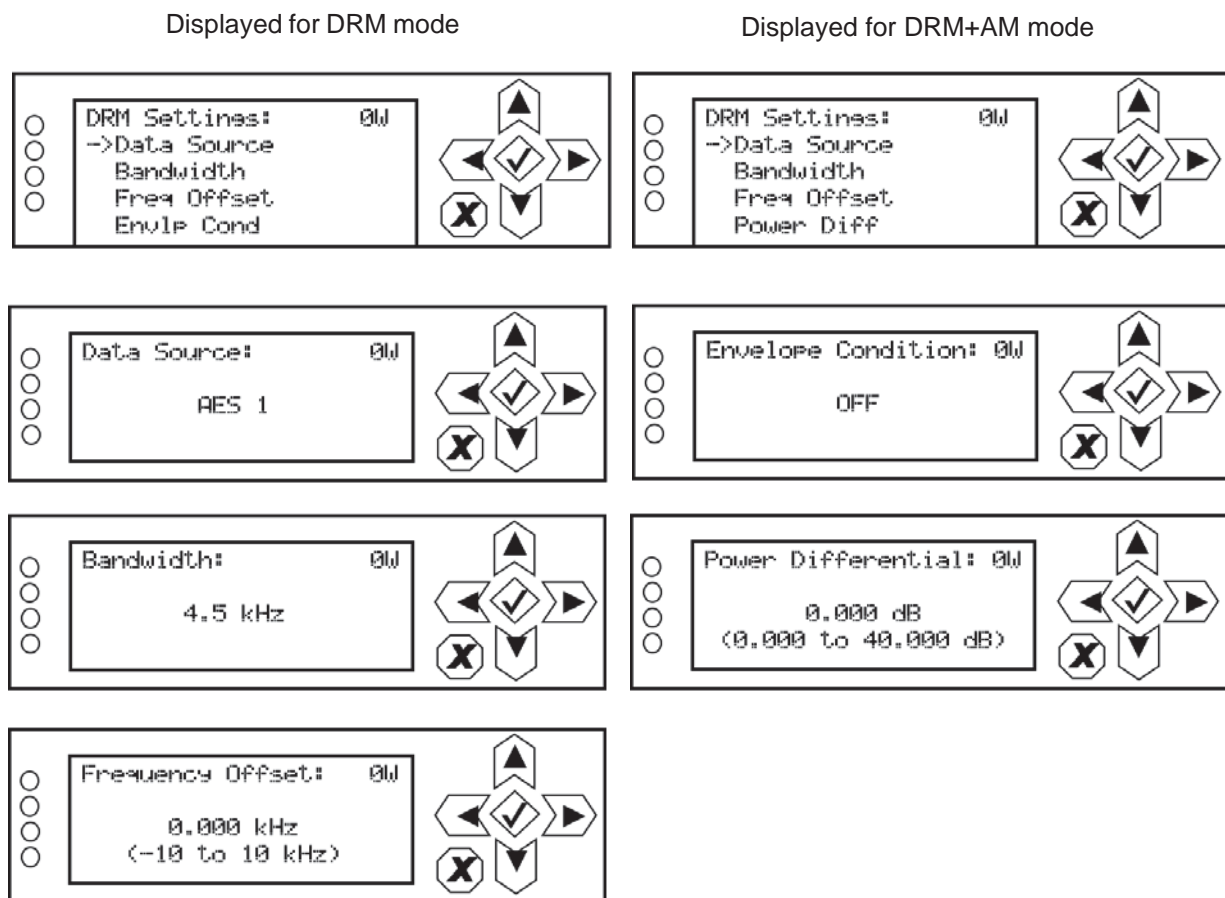 Displayed for DRM mode
Displayed for DRM+AM mode
DRM Settings: 0W
->Data Source
Bandwidth
Freq Offset
Envlp Cond
X
DRM Settings: 0W
->Data Source
Bandwidth
Freq Offset
Power Diff
X
Data Source: 0W
AES 1
X
Envelope Condition: 0W
OFF
X
Bandwidth: 0W
4.5 kHz
X
Power Differential: 0W
0.000 dB
(0.000 to 40.000 dB)
X
Frequency Offset: 0W
0.000 kHz
(-10 to 10 kHz)
X